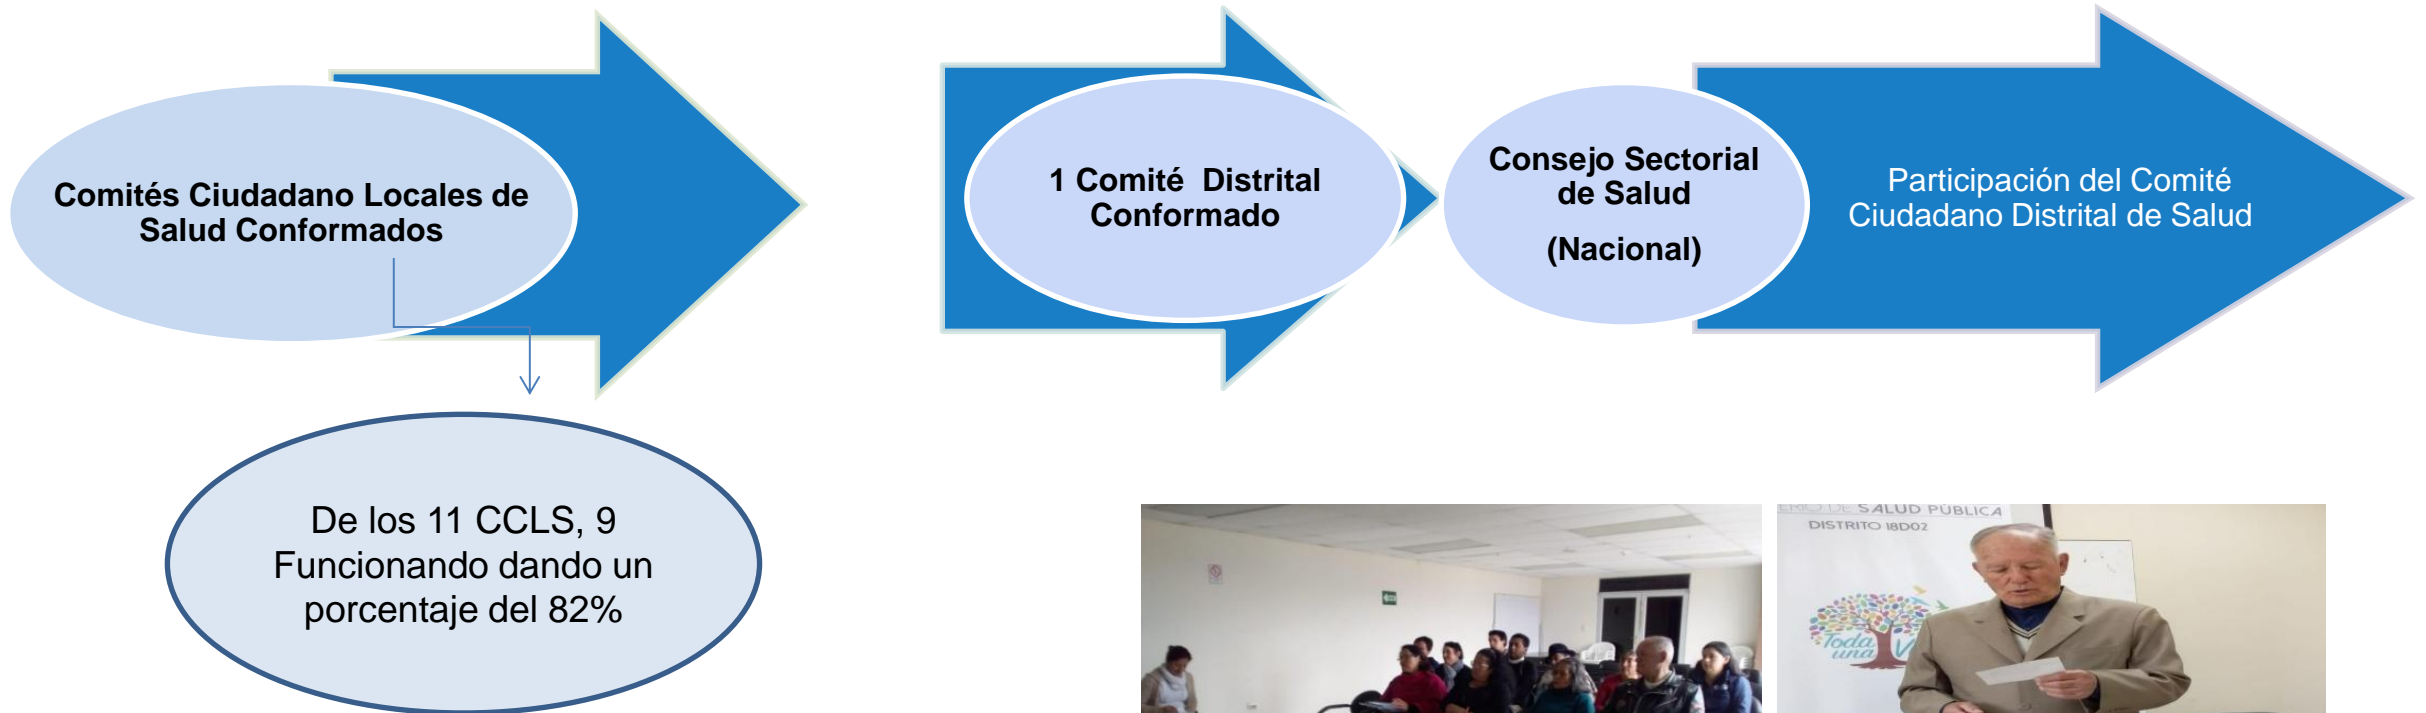 Comités Ciudadano Locales de
Salud Conformados
1 Comité Distrital
Conformado
Consejo Sectorial
de Salud
(Nacional)
Participación del Comité
Ciudadano Distrital de Salud
De los 11 CCLS, 9
Funcionando dando un
porcentaje del 82%
DE SALUD PÚBLICA
DISTRITO 18D02
Toda
una